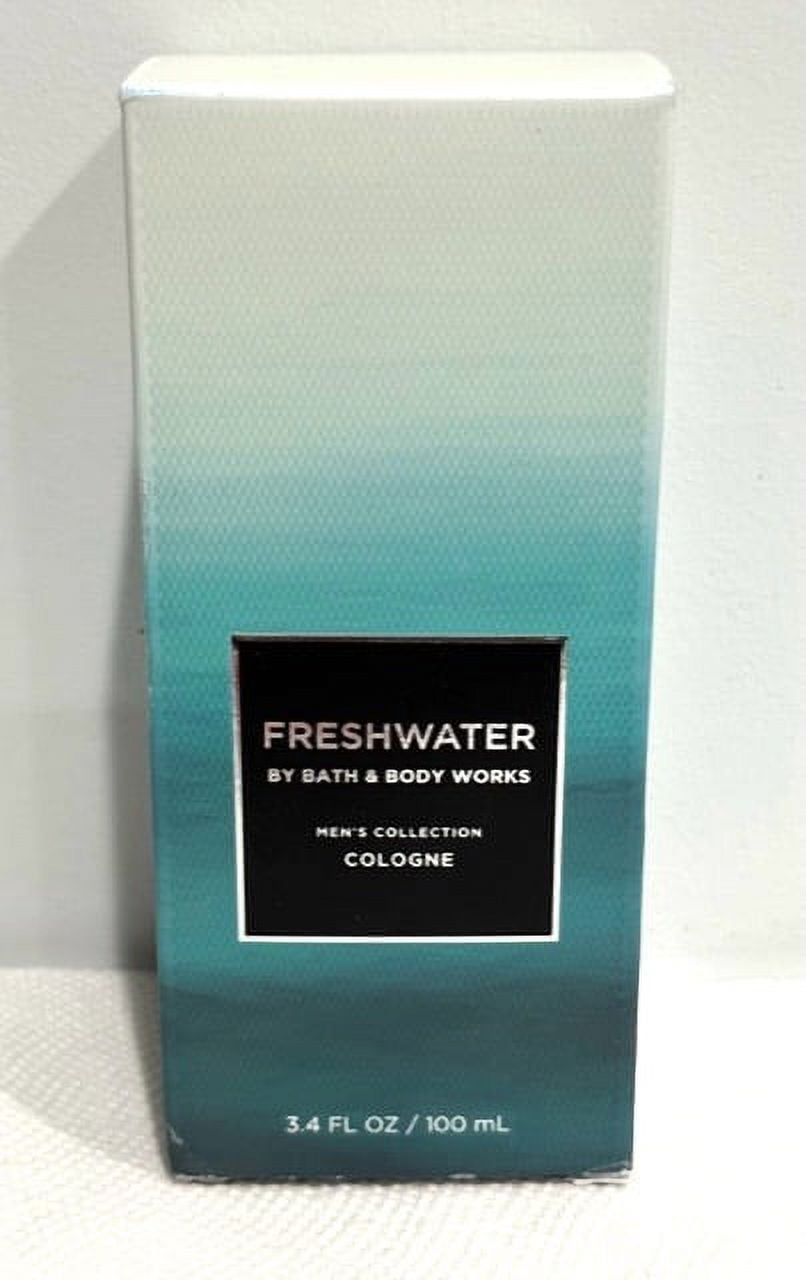 FRESHWATER
BY BATH & BODY WORKS
MEN'S COLLECTION
COLOGNE
3.4 FL OZ / 100 mL